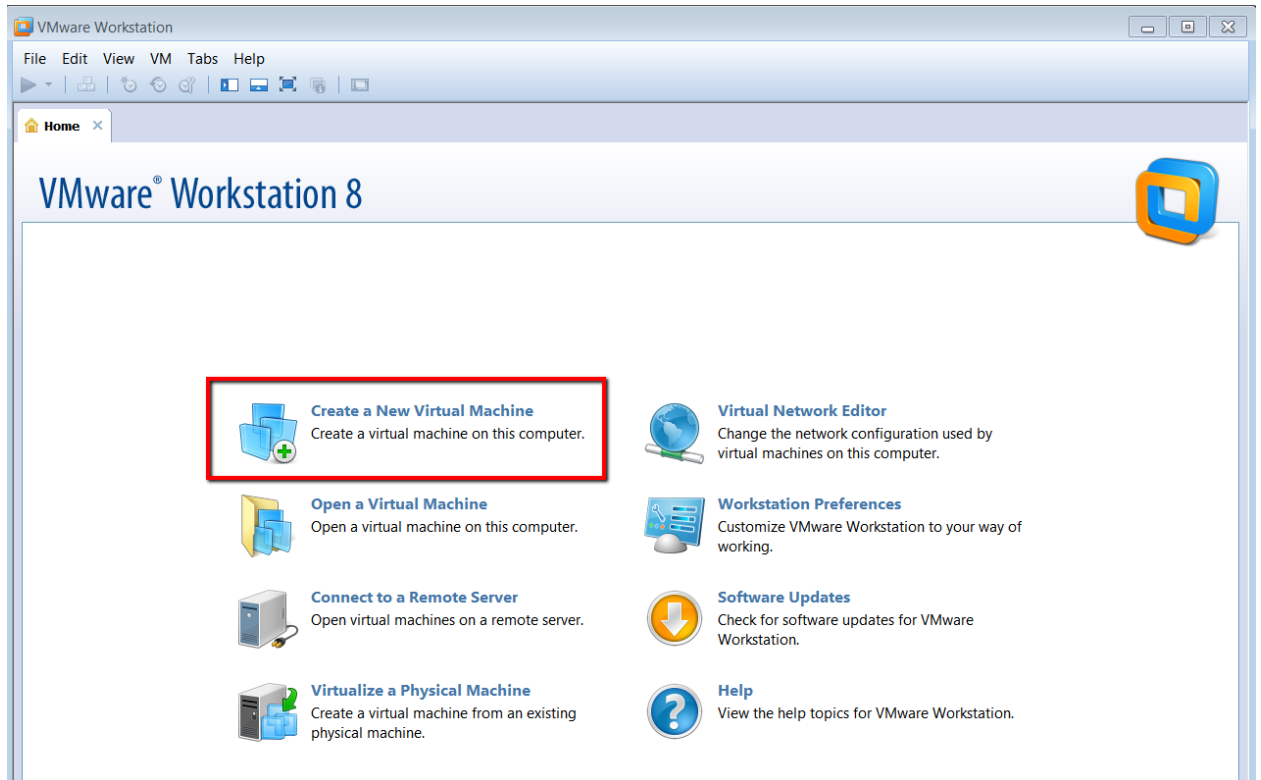 VMware Workstation
File Edit View VM Tabs Help
Home
VMware® Workstation 8
Create a New Virtual Machine
Create a virtual machine on this computer.
Open a Virtual Machine
Open a virtual machine on this computer.
Connect to a Remote Server
Open virtual machines on a remote server.
Virtualize a Physical Machine
Create a virtual machine from an existing
physical machine.
Virtual Network Editor
Change the network configuration used by
virtual machines on this computer.
Workstation Preferences
Customize VMware Workstation to your way of
working.
Software Updates
Check for software updates for VMware
Workstation.
Help
View the help topics for VMware Workstation.